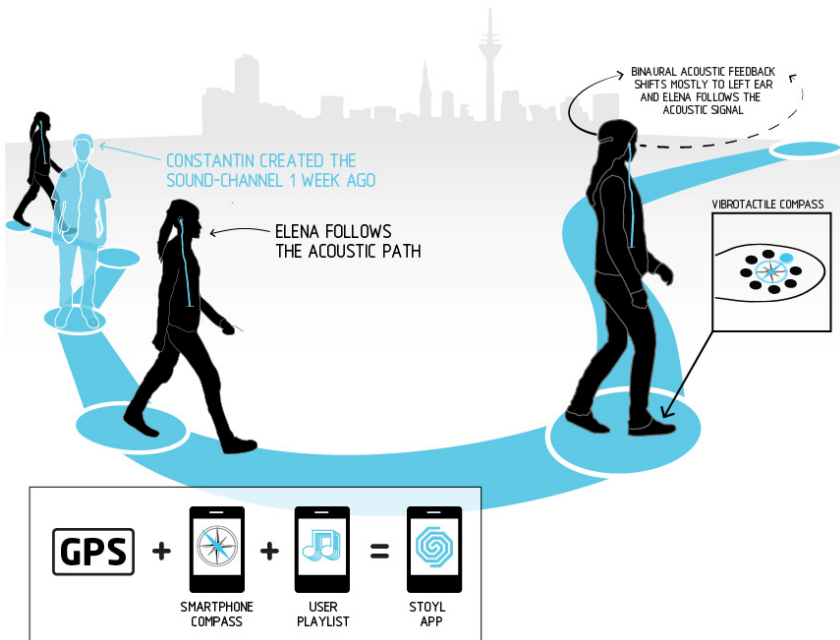 BINAURAL ACOUSTIC FEEDBACK
SHIFTS MOSTLY TO LEFT EAR
AND ELENA FOLLOWS THE
ACOUSTIC SIGNAL
CONSTANTIN CREATED THE
SOUND-CHANNEL 1 WEEK AGO
ELENA FOLLOWS
THE ACOUSTIC PATH
VIBROTACTILE COMPASS
GPS + + =
SMARTPHONE
COMPASS
USER
PLAYLIST
STOYL
APP